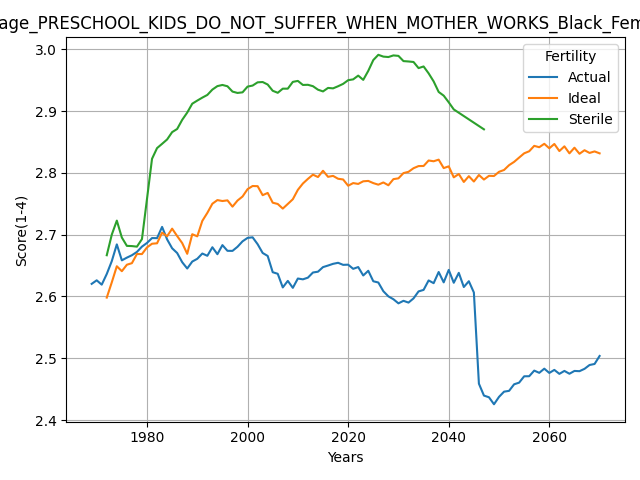 age_PRESCHOOL_KIDS_DO_NOT_SUFFER_WHEN_MOTHER_WORKS_Black_Fem
Fertility
Actual
Ideal
Sterile
3.0
2.9
2.8
2.7
2.6
2.5
2.4
Score(1-4)
1980 2000 2020 2040 2060
Years